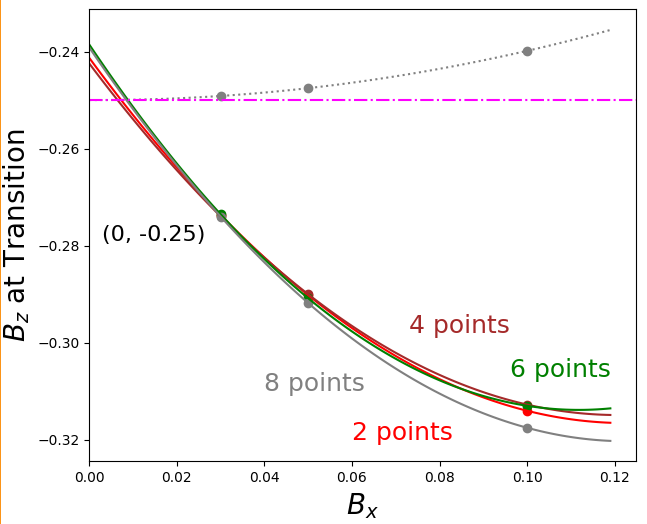 −0.24
−0.26
−0.28
−0.30
−0.32
B_z at Transition
(0, -0.25)
4 points
6 points
8 points
2 points
0.00 0.02 0.04 0.06 0.08 0.10 0.12
B_x